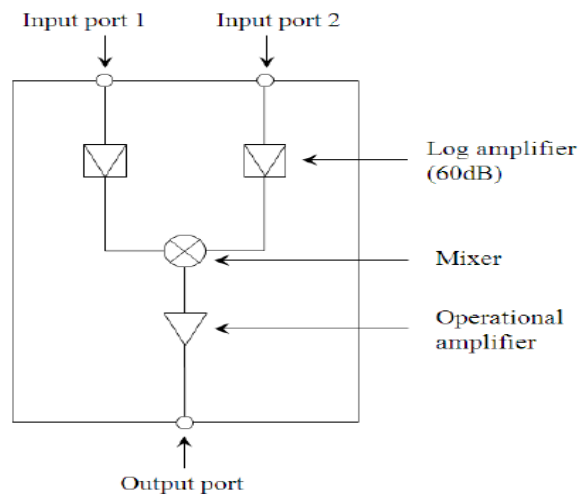 Input port 1
Input port 2
Log amplifier
(60dB)
Mixer
Operational
amplifier
Output port